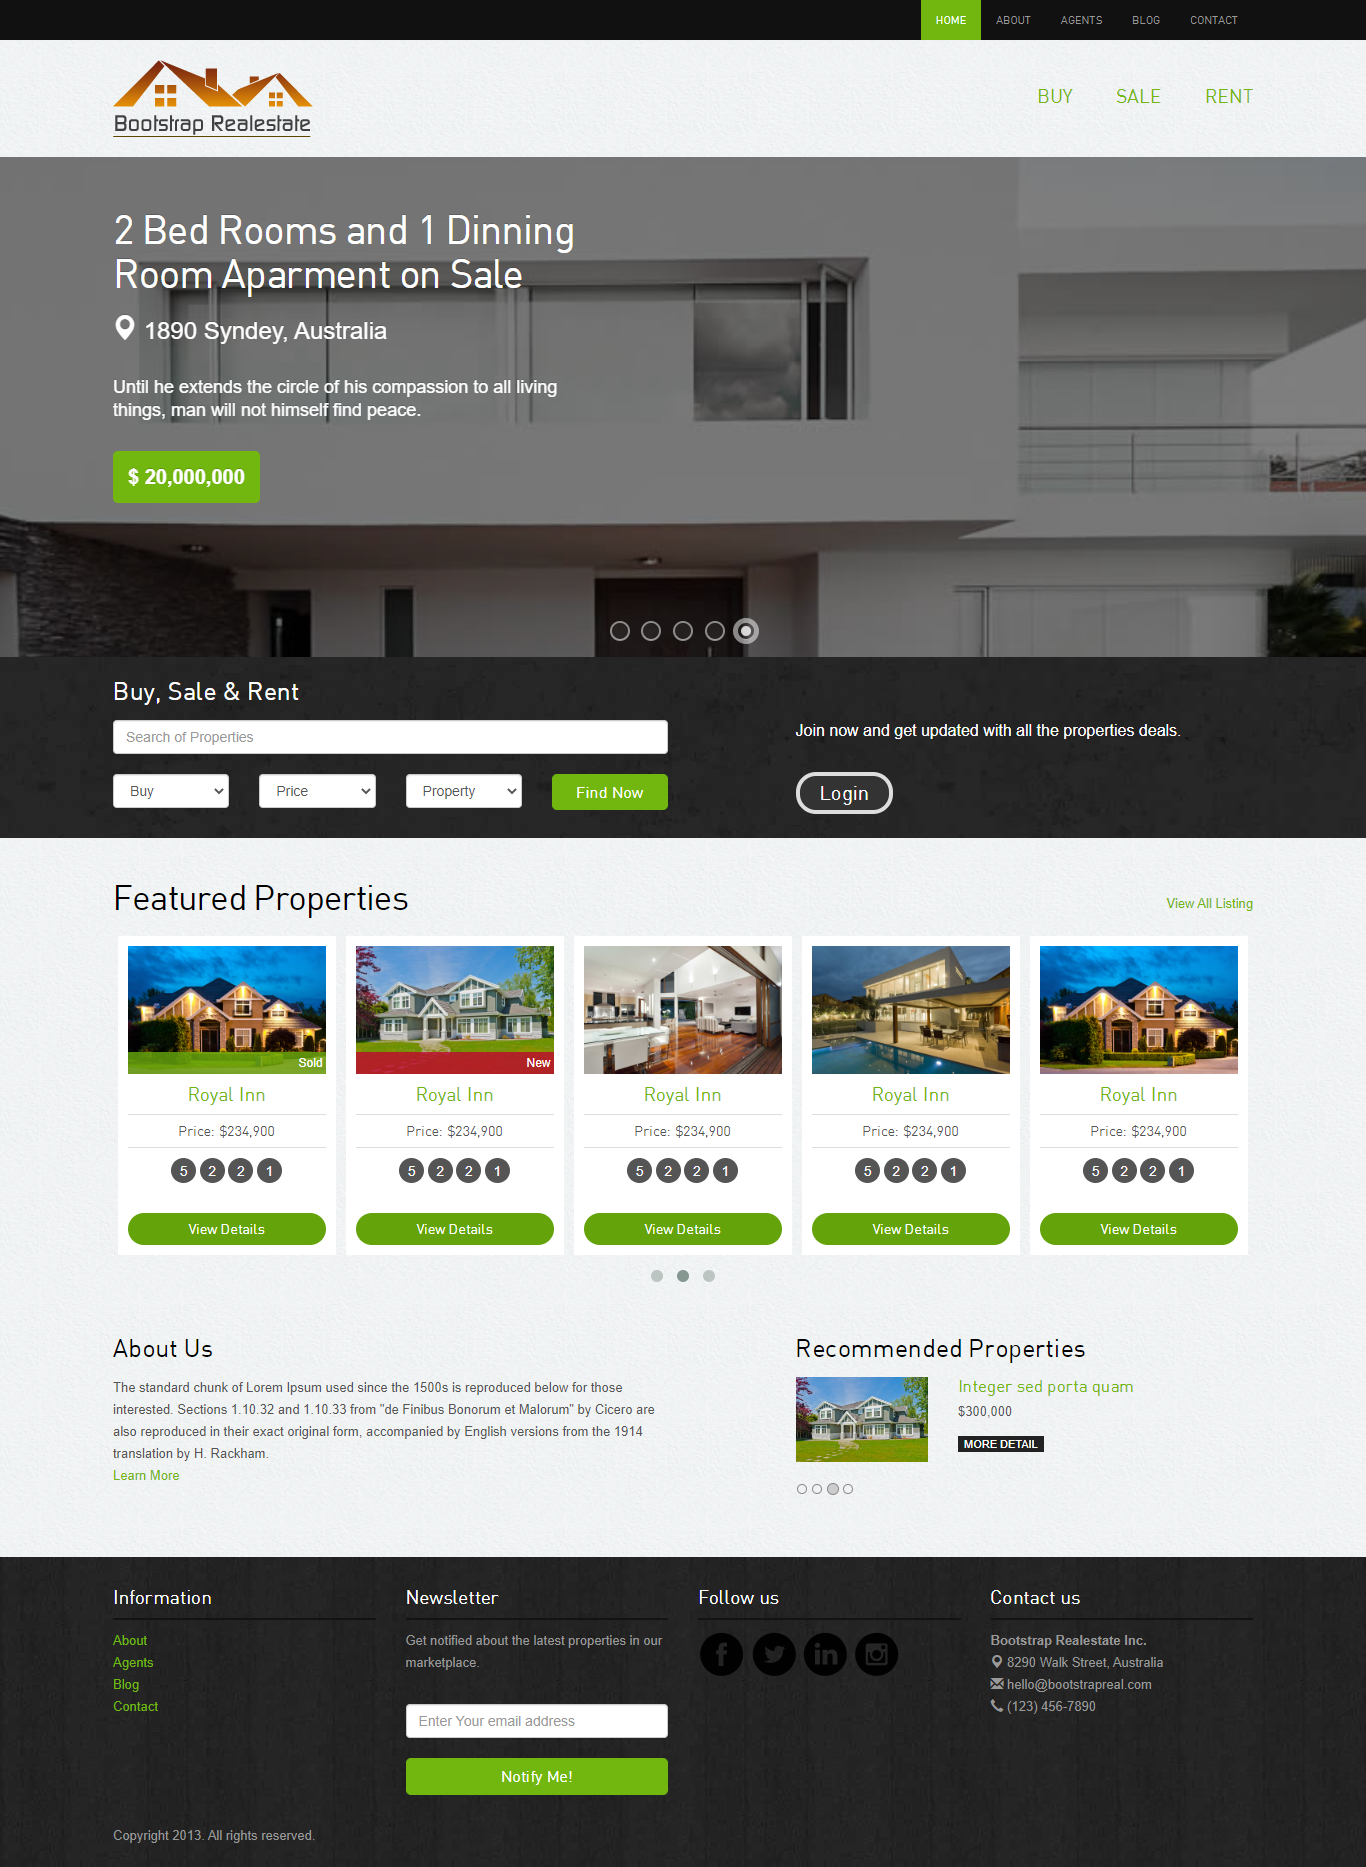 HOME ABOUT AGENTS BLOG CONTACT
Bootstrap Realestate
BUY SALE RENT
2 Bed Rooms and 1 Dinning
Room Aparment on Sale
1890 Syndey, Australia
Until he extends the circle of his compassion to all living
things, man will not himself find peace.
$ 20,000,000
Buy, Sale & Rent
Search of Properties
Join now and get updated with all the properties deals.
Buy Price Property Find Now
Login
Featured Properties
View All Listing
Sold New
Royal Inn Royal Inn Royal Inn Royal Inn Royal Inn
Price: $234,900 Price: $234,900 Price: $234,900 Price: $234,900 Price: $234,900
5 2 2 1 5 2 2 1 5 2 2 1 5 2 2 1 5 2 2 1
View Details View Details View Details View Details View Details
About Us
The standard chunk of Lorem Ipsum used since the 1500s is reproduced below for those
interested. Sections 1.10.32 and 1.10.33 from "de Finibus Bonorum et Malorum" by Cicero are
also reproduced in their exact original form, accompanied by English versions from the 1914
translation by H. Rackham.
Learn More
Recommended Properties
Integer sed porta quam
$300,000
MORE DETAIL
Information
About
Agents
Blog
Contact
Newsletter
Get notified about the latest properties in our
marketplace.
Enter Your email address
Notify Me!
Follow us
Contact us
Bootstrap Realestate Inc.
8290 Walk Street, Australia
hello@bootstrapreal.com
(123) 456-7890
Copyright 2013. All rights reserved.